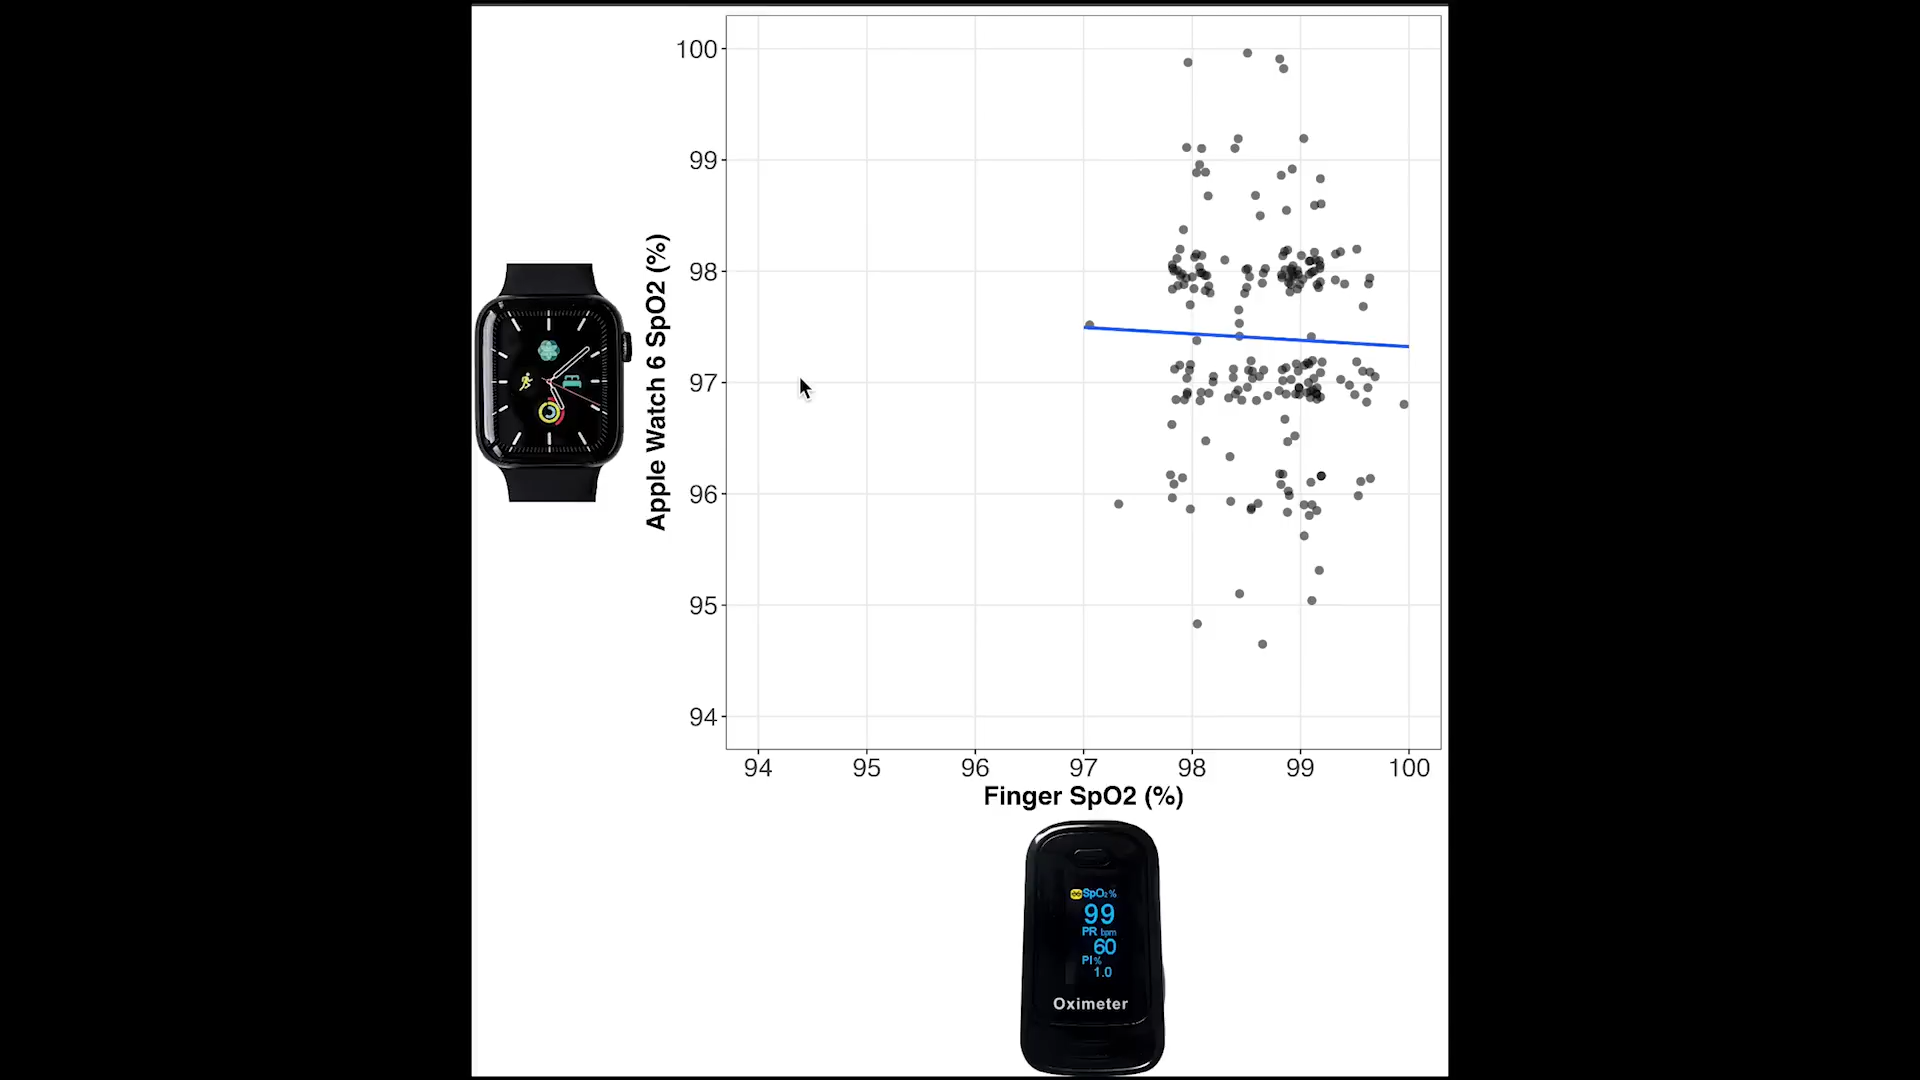 100
99
98
97
96
95
94
Apple Watch 6 SpO2 (%)
94 95 96 97 98 99 100
Finger SpO2 (%)
SpO₂%
99
PR bpm
60
PI%
1.0
Oximeter